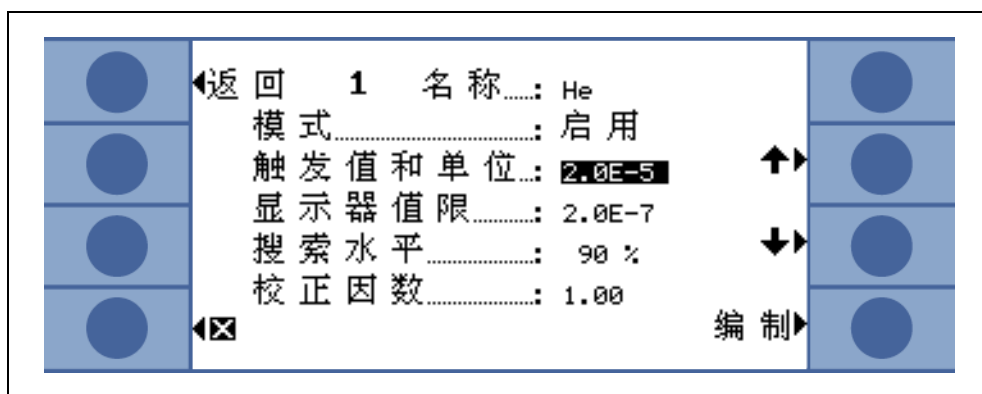 返回 1 名称.....: He
模式..............................: 启用
触发值和单位...: 2.0E-5
显示器值限..........: 2.0E-7
搜索水平.................: 90 %
校正因数.................: 1.00
编制